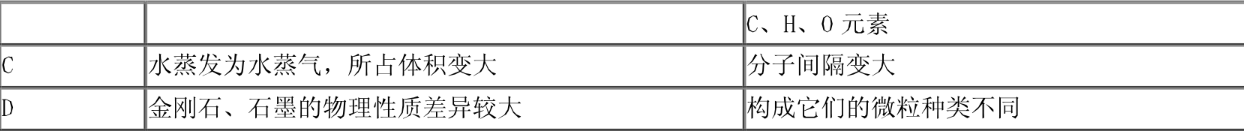 C、H、O 元素
C 水蒸发为水蒸气，所占体积变大 分子间隔变大
D 金刚石、石墨的物理性质差异较大 构成它们的微粒种类不同